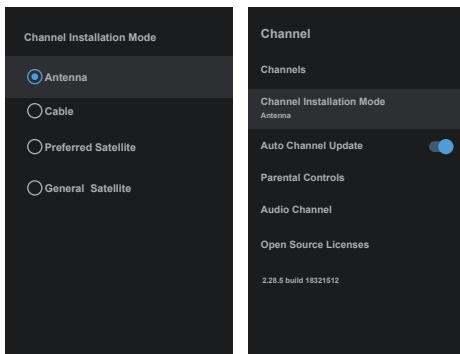 Channel Installation Mode
Antenna
Cable
Preferred Satellite
General Satellite
Channel
Channels
Channel Installation Mode
Antenna
Auto Channel Update
Parental Controls
Audio Channel
Open Source Licenses
2.28.5 build 18321512